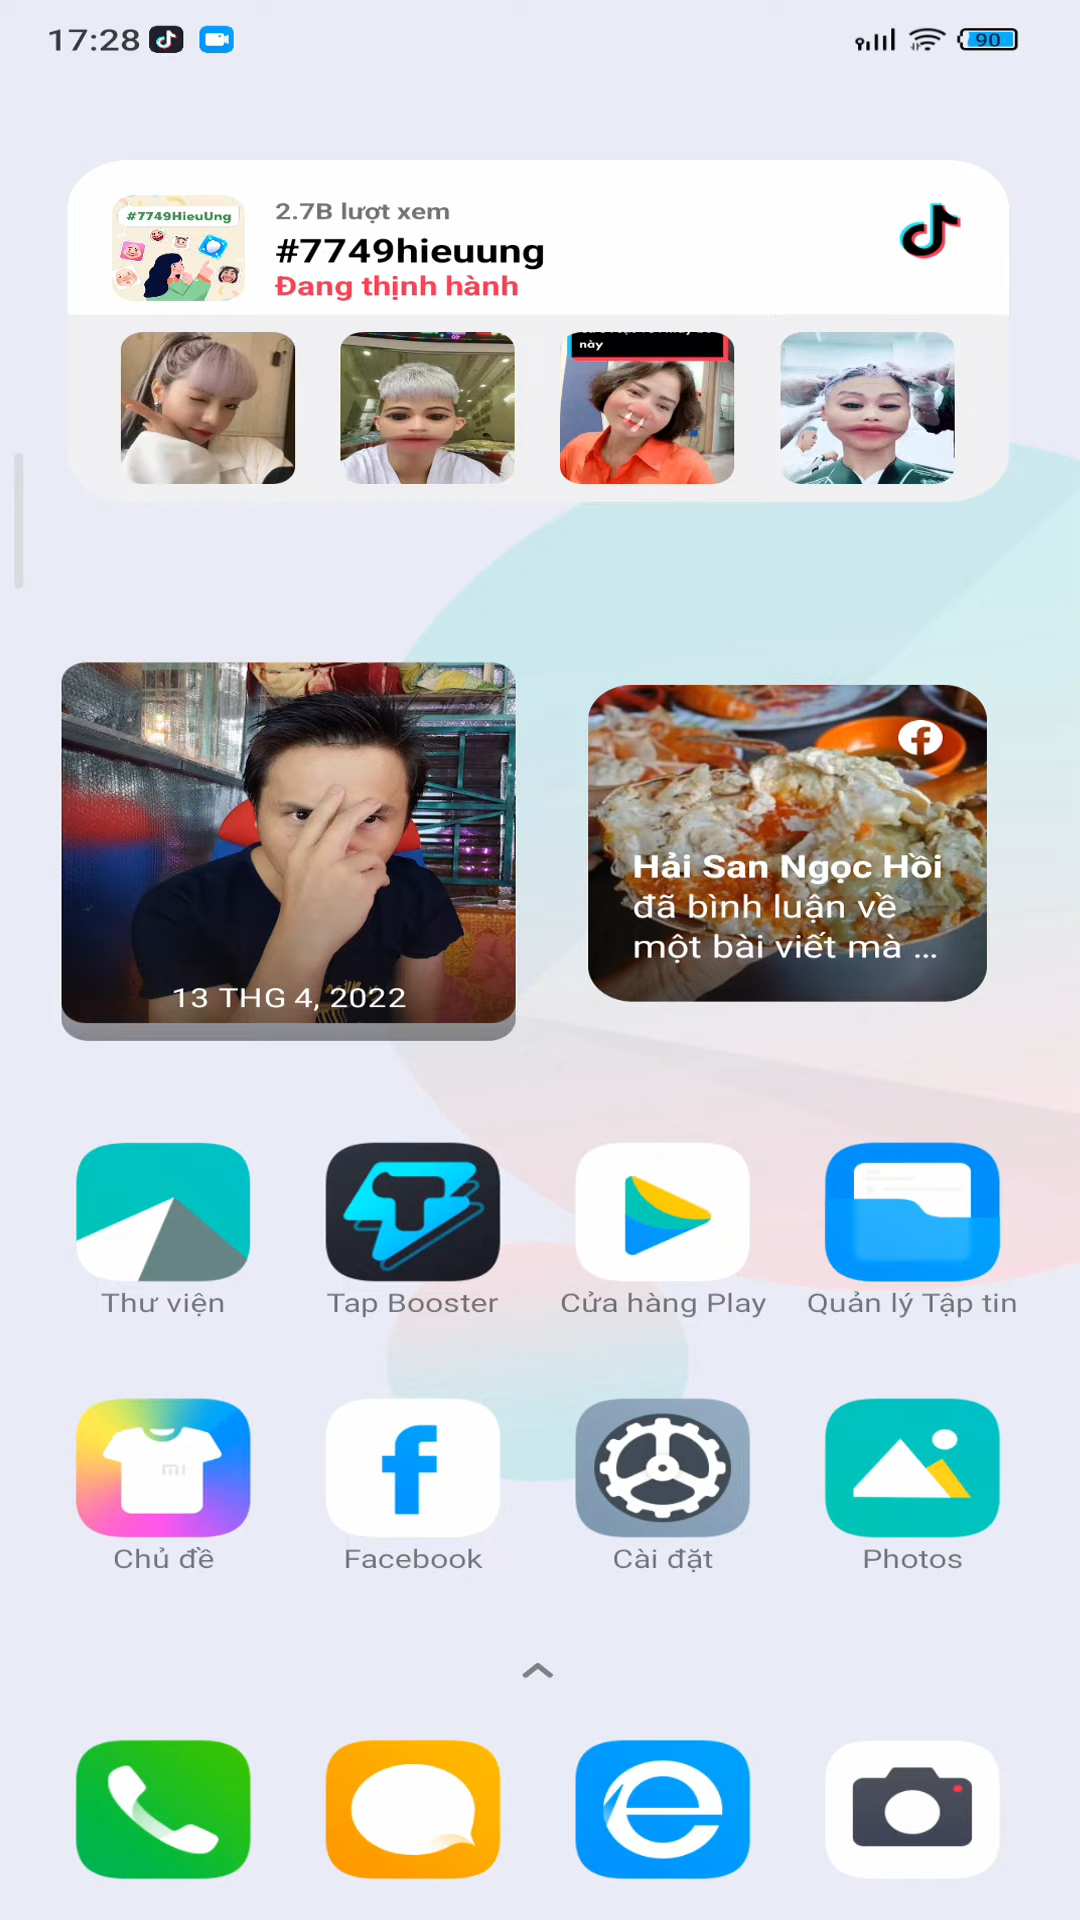 17:28
90
#7749HieuUng
2.7B lượt xem
#7749hieuung
Đang thịnh hành
này
13 THG 4, 2022
Hải San Ngọc Hồi
đã bình luận về
một bài viết mà ...
Thư viện
Tap Booster
Cửa hàng Play
Quản lý Tập tin
mi
Chủ đề
Facebook
Cài đặt
Photos